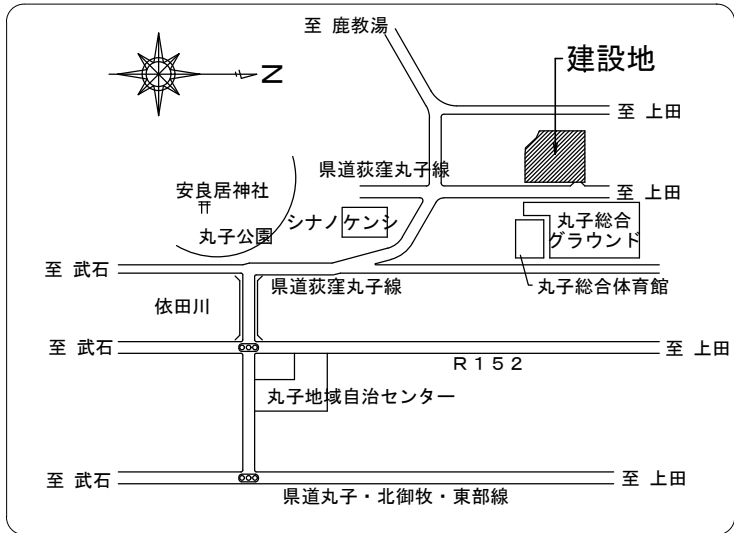 至 鹿教湯
建設地
N
至 上田
県道荻窪丸子線
安良居神社
至 上田
シナノケンシ
丸子総合
グラウンド
丸子公園
至 武石
県道荻窪丸子線
丸子総合体育館
依田川
至 武石
至 上田
R152
丸子地域自治センター
至 武石
至 上田
県道丸子・北御牧・東部線